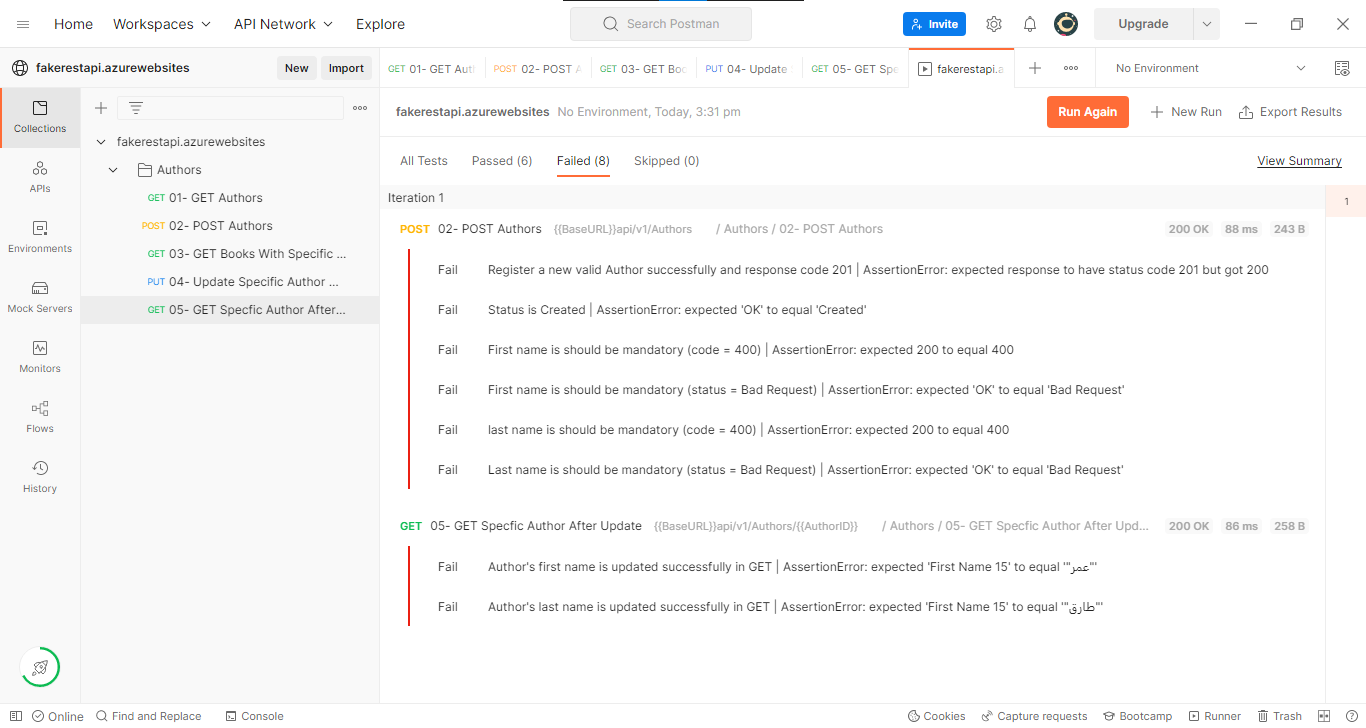 Home Workspaces API Network Explore Search Postman Invite Upgrade
fakerestapi.azurewebsites New Import GET 01- GET Aut POST 02- POST A GET 03- GET Boo PUT 04- Update GET 05- GET Spe fakerestapi.a No Environment
Collections
APIs
Environments
Mock Servers
Monitors
Flows
History
fakerestapi.azurewebsites
Authors
GET 01- GET Authors
POST 02- POST Authors
GET 03- GET Books With Specific ...
PUT 04- Update Specific Author ...
GET 05- GET Specfic Author After...
fakerestapi.azurewebsites No Environment, Today, 3:31 pm Run Again New Run Export Results
All Tests Passed (6) Failed (8) Skipped (0) View Summary
Iteration 1
1
POST 02- POST Authors {{BaseURL}}api/v1/Authors / Authors / 02- POST Authors 200 OK 88 ms 243 B
Fail Register a new valid Author successfully and response code 201 | AssertionError: expected response to have status code 201 but got 200
Fail Status is Created | AssertionError: expected 'OK' to equal 'Created'
Fail First name is should be mandatory (code = 400) | AssertionError: expected 200 to equal 400
Fail First name is should be mandatory (status = Bad Request) | AssertionError: expected 'OK' to equal 'Bad Request'
Fail last name is should be mandatory (code = 400) | AssertionError: expected 200 to equal 400
Fail Last name is should be mandatory (status = Bad Request) | AssertionError: expected 'OK' to equal 'Bad Request'
GET 05- GET Specfic Author After Update {{BaseURL}}api/v1/Authors/{{AuthorID}} / Authors / 05- GET Specfic Author After Upd... 200 OK 86 ms 258 B
Fail Author's first name is updated successfully in GET | AssertionError: expected 'First Name 15' to equal '"عمر"'
Fail Author's last name is updated successfully in GET | AssertionError: expected 'First Name 15' to equal '"طارق"'
Online Find and Replace Console Cookies Capture requests Bootcamp Runner Trash